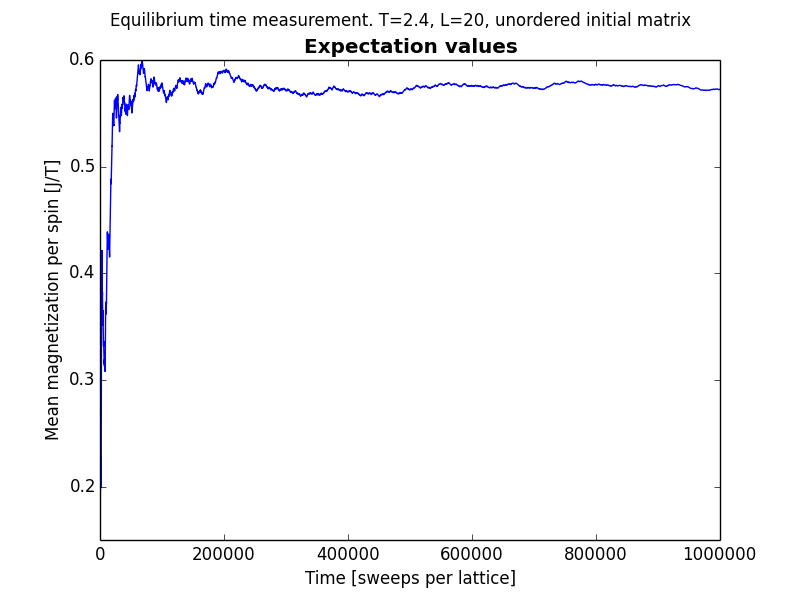 Equilibrium time measurement. T=2.4, L=20, unordered initial matrix
Expectation values
Mean magnetization per spin [J/T]
0.6
0.5
0.4
0.3
0.2
0 200000 400000 600000 800000 1000000
Time [sweeps per lattice]